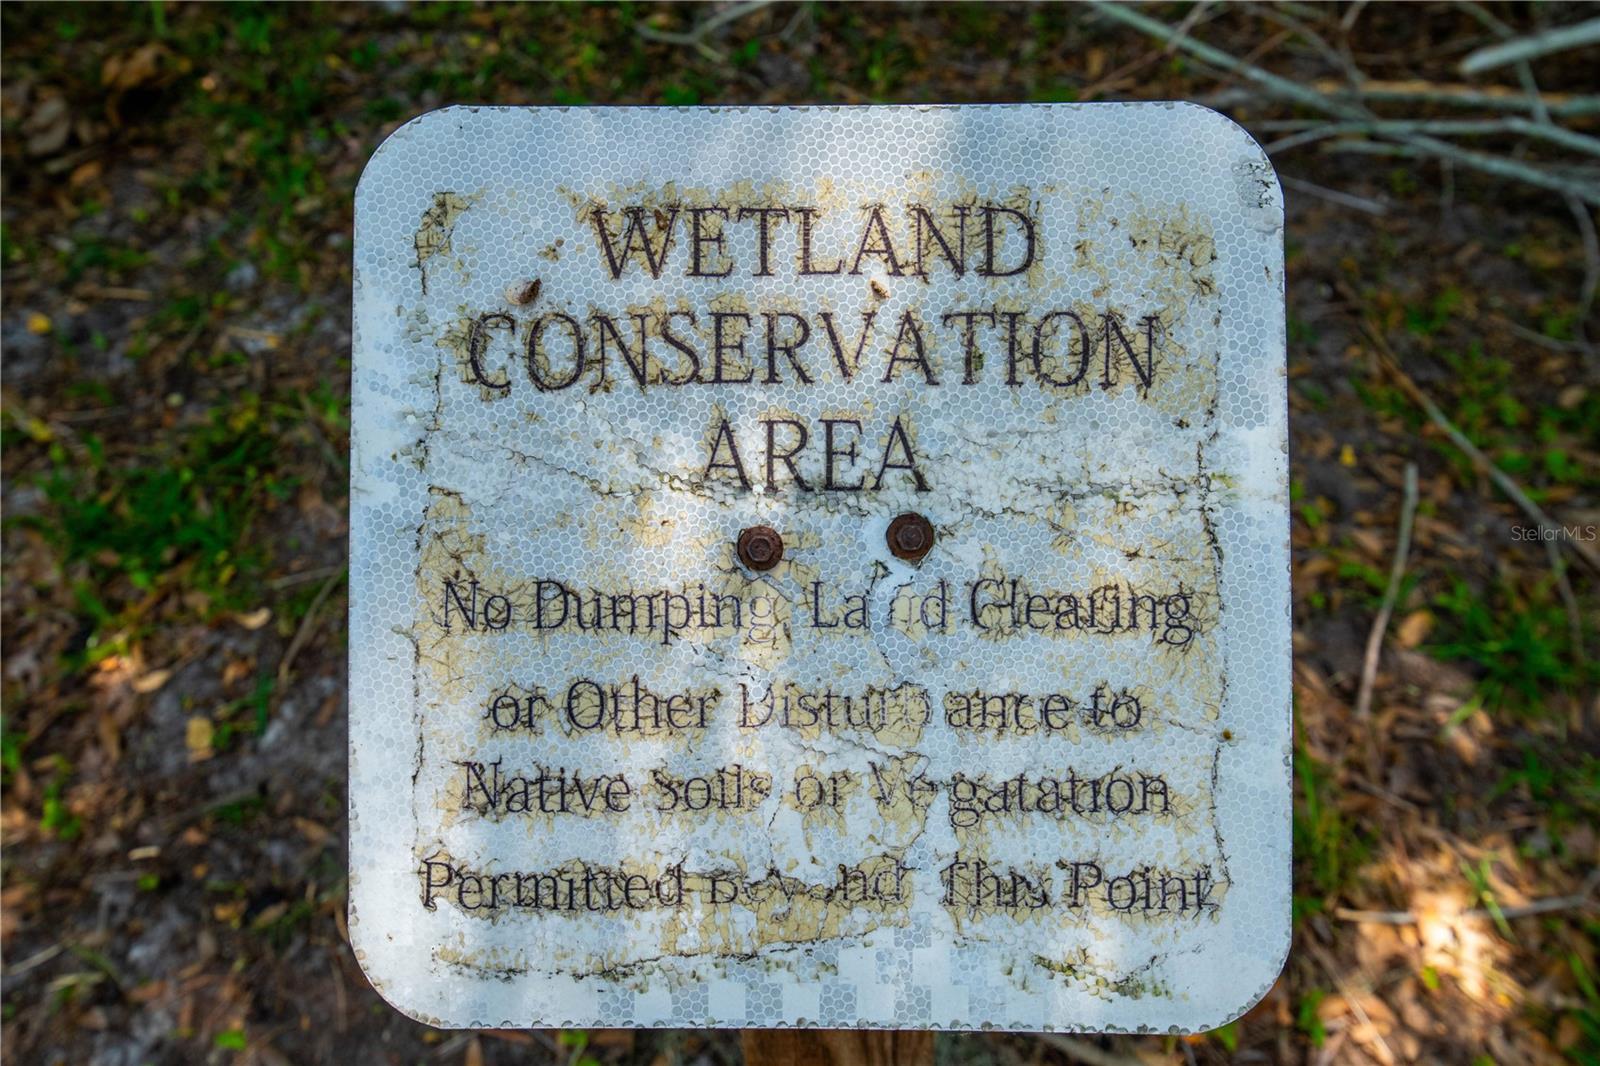 WETLAND
CONSERVATION
AREA
No Dumping Land Clearing
or Other Disturbance to
Native Soils or Vegatation
Permitted Beyond This Point
StellarMLS